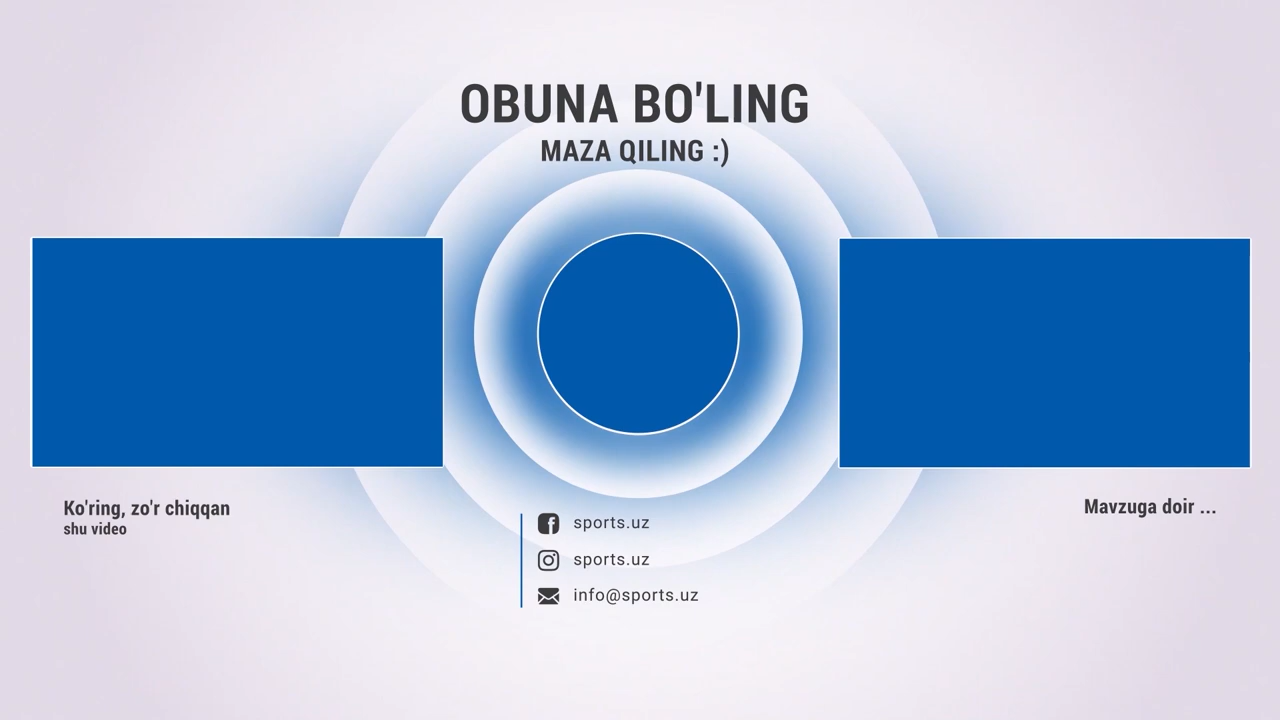 OBUNA BO'LING
MAZA QILING :)
Ko'ring, zo'r chiqqan
shu video
Mavzuga doir ...
sports.uz
sports.uz
info@sports.uz